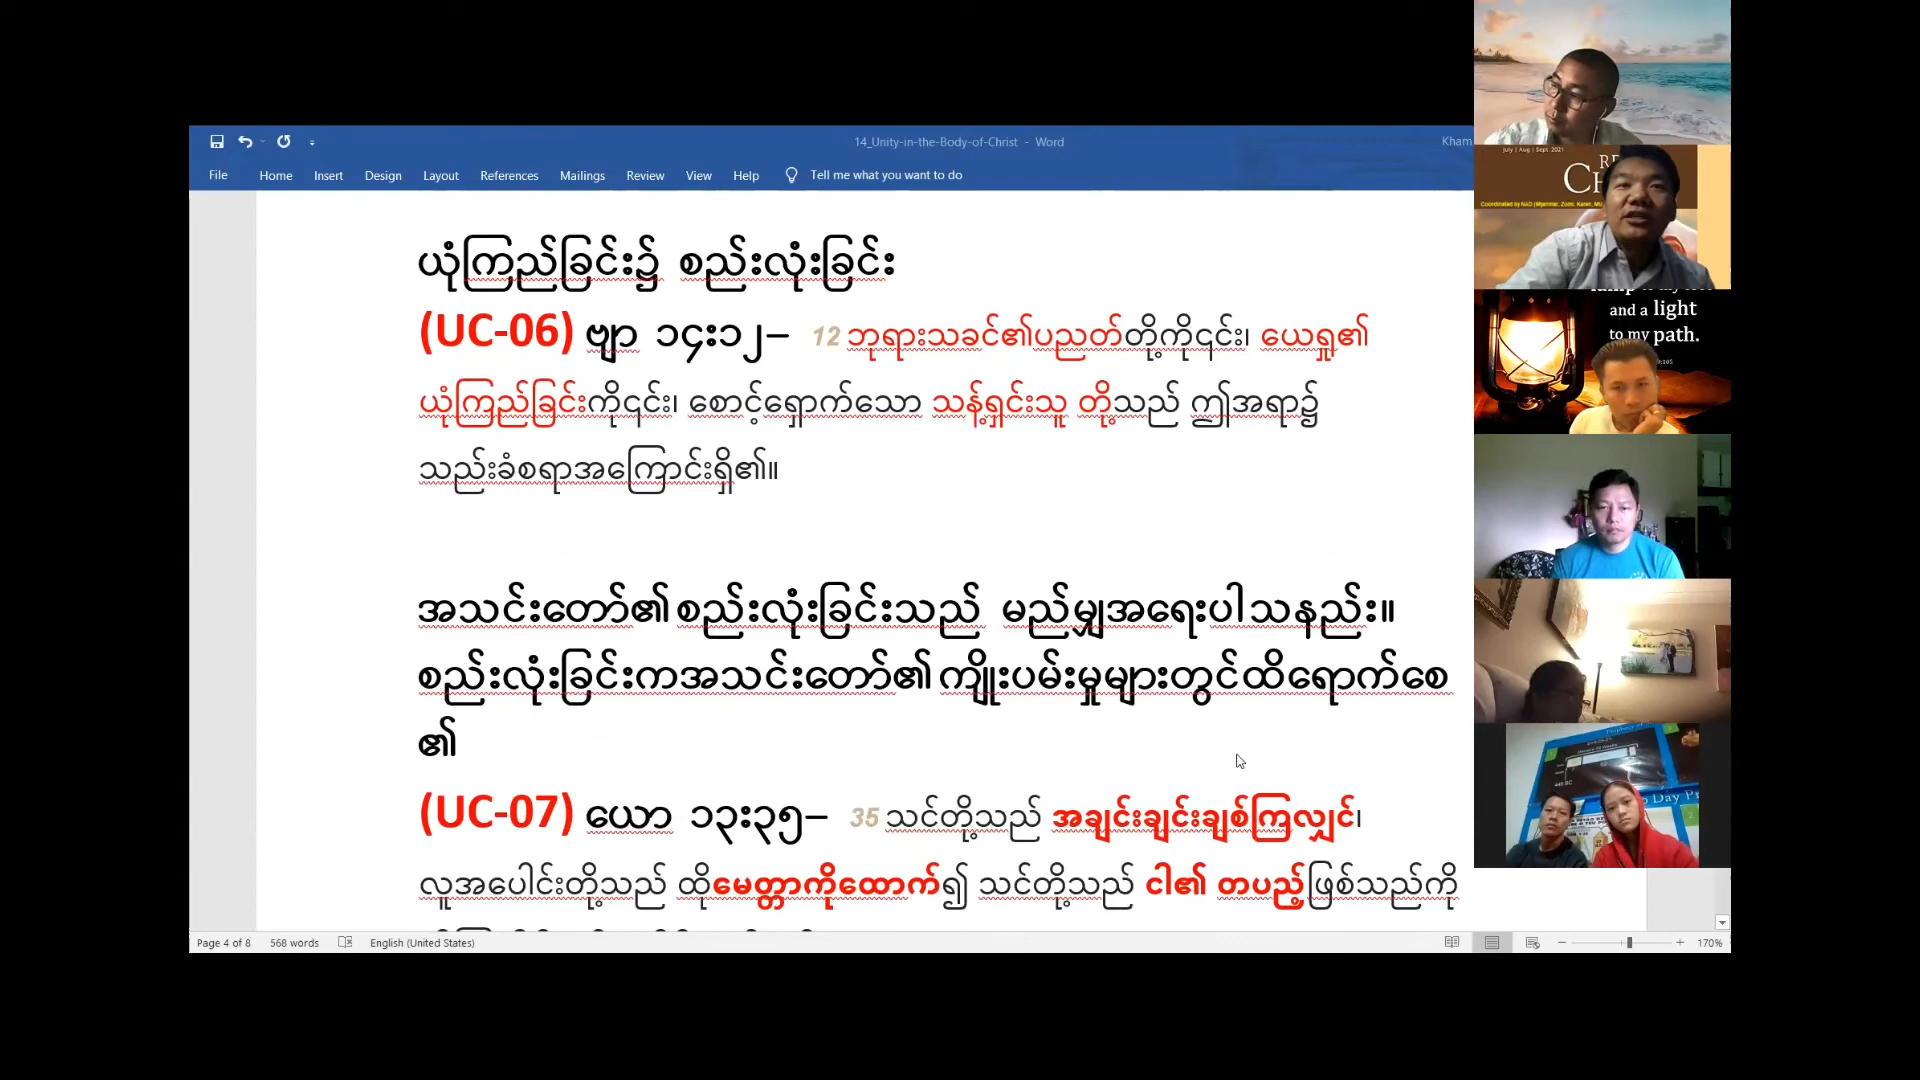 14_Unity-in-the-Body-of-Christ - Word
Kham
File Home Insert Design Layout References Mailings Review View Help Tell me what you want to do
ယုံကြည်ခြင်း၌ စည်းလုံးခြင်း
(UC-06) ဗျာ ၁၄း၁၂– 12 ဘုရားသခင်၏ပညတ်တို့ကို၎င်း၊ ယေရှု၏
ယုံကြည်ခြင်းကို၎င်း၊ စောင့်ရှောက်သော သန့်ရှင်းသူ တို့သည် ဤအရာ၌
သည်းခံစရာအကြောင်းရှိ၏။
အသင်းတော်၏စည်းလုံးခြင်းသည် မည်မျှအရေးပါသနည်း။
စည်းလုံးခြင်းကအသင်းတော်၏ကျိုးပမ်းမှုများတွင်ထိရောက်စေ
၏
(UC-07) ယော ၁၃း၃၅– 35 သင်တို့သည် အချင်းချင်းချစ်ကြလျှင်၊
လူအပေါင်းတို့သည် ထိုမေတ္တာကိုထောက်၍ သင်တို့သည် ငါ၏ တပည့်ဖြစ်သည်ကို
Page 4 of 8 568 words English (United States) 170%
July | Aug | Sept 2021
and a light
to my path.